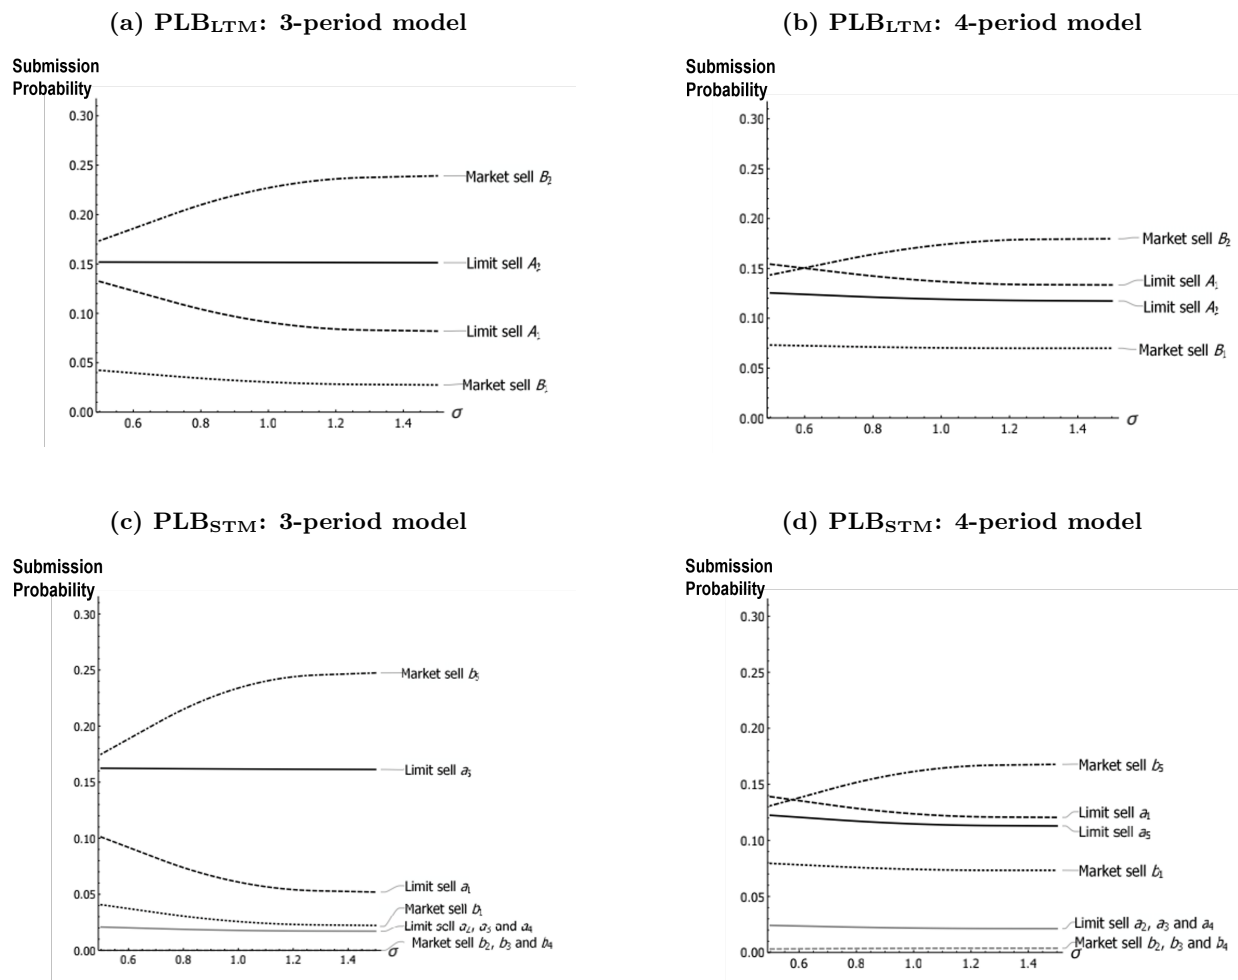 (a) PLB_LTM: 3-period model
Submission
Probability
0.30
0.25
0.20
0.15
0.10
0.05
0.00
0.6 0.8 1.0 1.2 1.4
σ
Market sell B₂
Limit sell A₂
Limit sell A₁
Market sell B₁
(b) PLB_LTM: 4-period model
Submission
Probability
0.30
0.25
0.20
0.15
0.10
0.05
0.00
0.6 0.8 1.0 1.2 1.4
σ
Market sell B₂
Limit sell A₁
Limit sell A₂
Market sell B₁
(c) PLB_STM: 3-period model
Submission
Probability
0.30
0.25
0.20
0.15
0.10
0.05
0.00
0.6 0.8 1.0 1.2 1.4
σ
Market sell b₅
Limit sell a₅
Limit sell a₁
Market sell b₁
Limit sell a₂, a₃ and a₄
Market sell b₂, b₃ and b₄
(d) PLB_STM: 4-period model
Submission
Probability
0.30
0.25
0.20
0.15
0.10
0.05
0.00
0.6 0.8 1.0 1.2 1.4
σ
Market sell b₅
Limit sell a₁
Limit sell a₅
Market sell b₁
Limit sell a₂, a₃ and a₄
Market sell b₂, b₃ and b₄